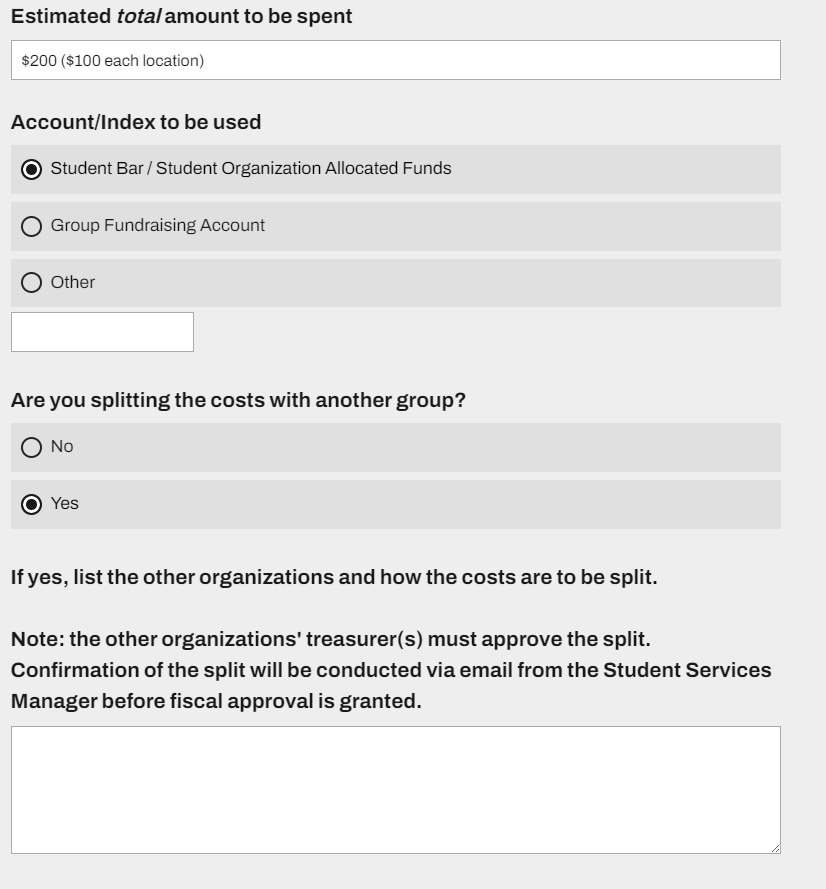 Estimated total amount to be spent
$200 ($100 each location)
Account/Index to be used
Student Bar / Student Organization Allocated Funds
Group Fundraising Account
Other
Are you splitting the costs with another group?
No
Yes
If yes, list the other organizations and how the costs are to be split.
Note: the other organizations' treasurer(s) must approve the split.
Confirmation of the split will be conducted via email from the Student Services
Manager before fiscal approval is granted.